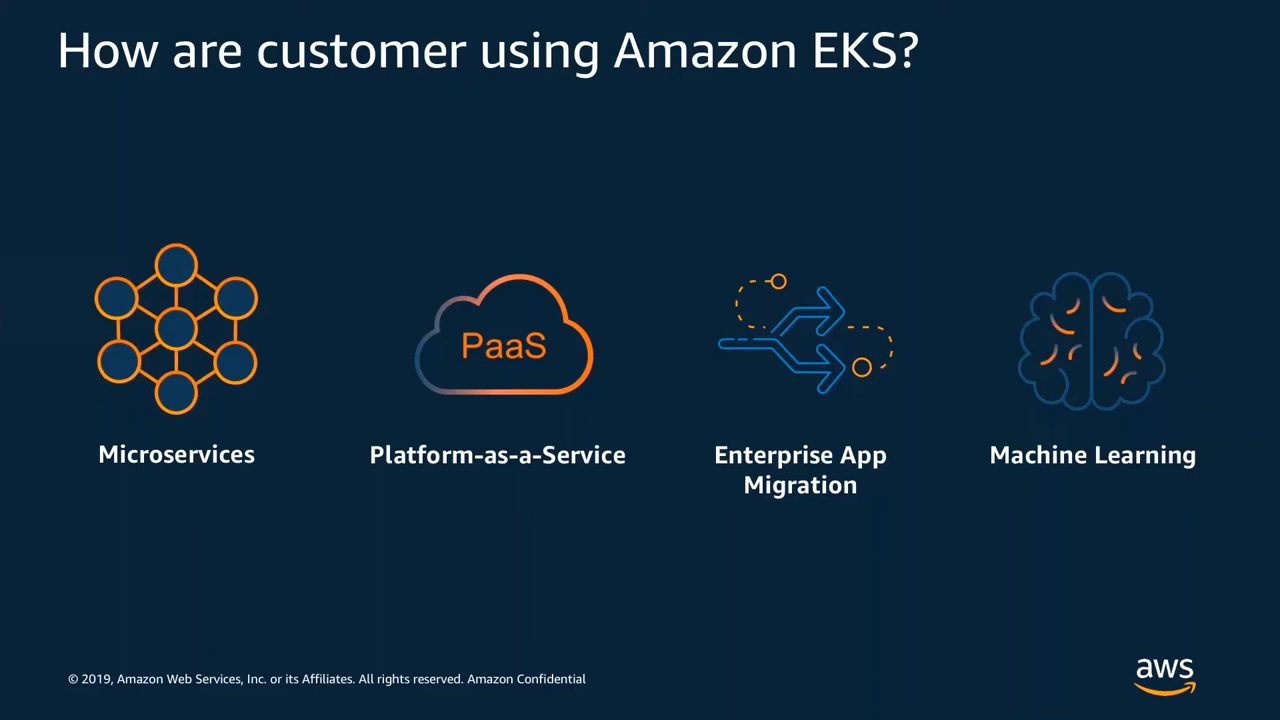 How are customer using Amazon EKS?
PaaS
Microservices
Platform-as-a-Service
Enterprise App
Migration
Machine Learning
© 2019, Amazon Web Services, Inc. or its Affiliates. All rights reserved. Amazon Confidential
aws